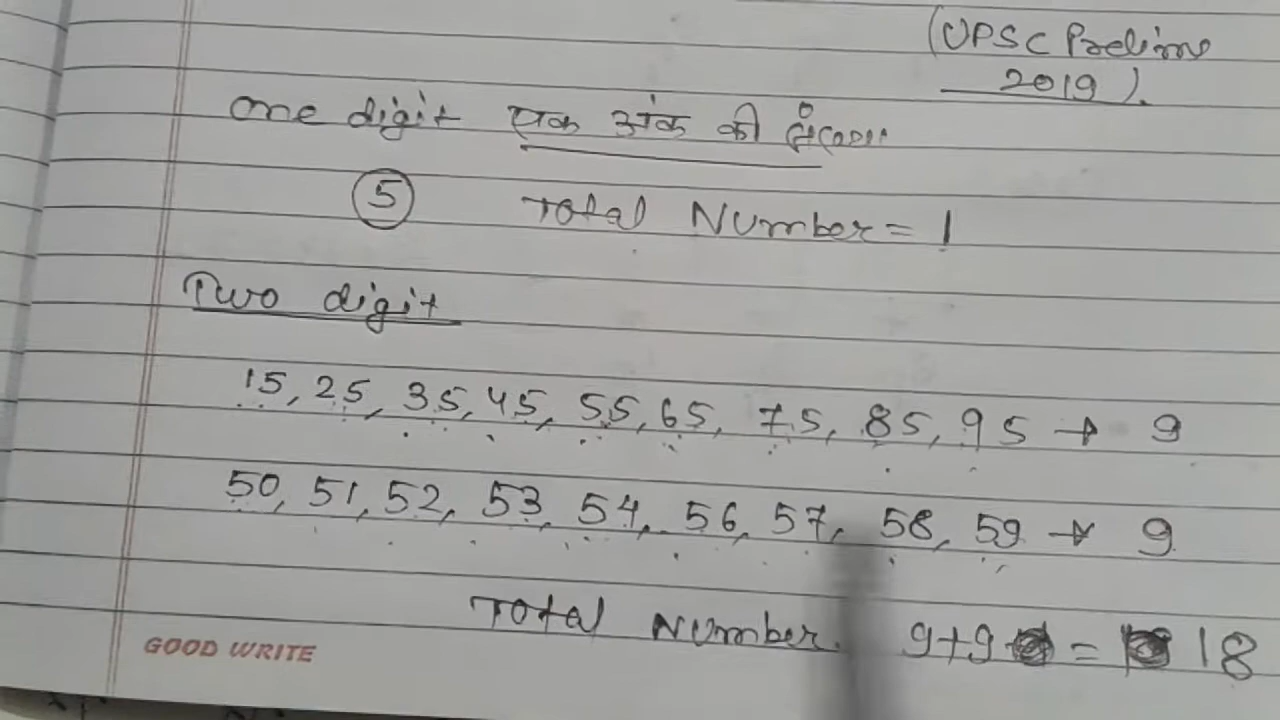 (UPSC Prelims
2019).
One digit एक अंक की संख्या
5 Total Number = 1
Two digit
15, 25, 35, 45, 55, 65, 75, 85, 95 → 9
50, 51, 52, 53, 54, 56, 57, 58, 59 → 9
Total Number. 9+9 = 18
GOOD WRITE